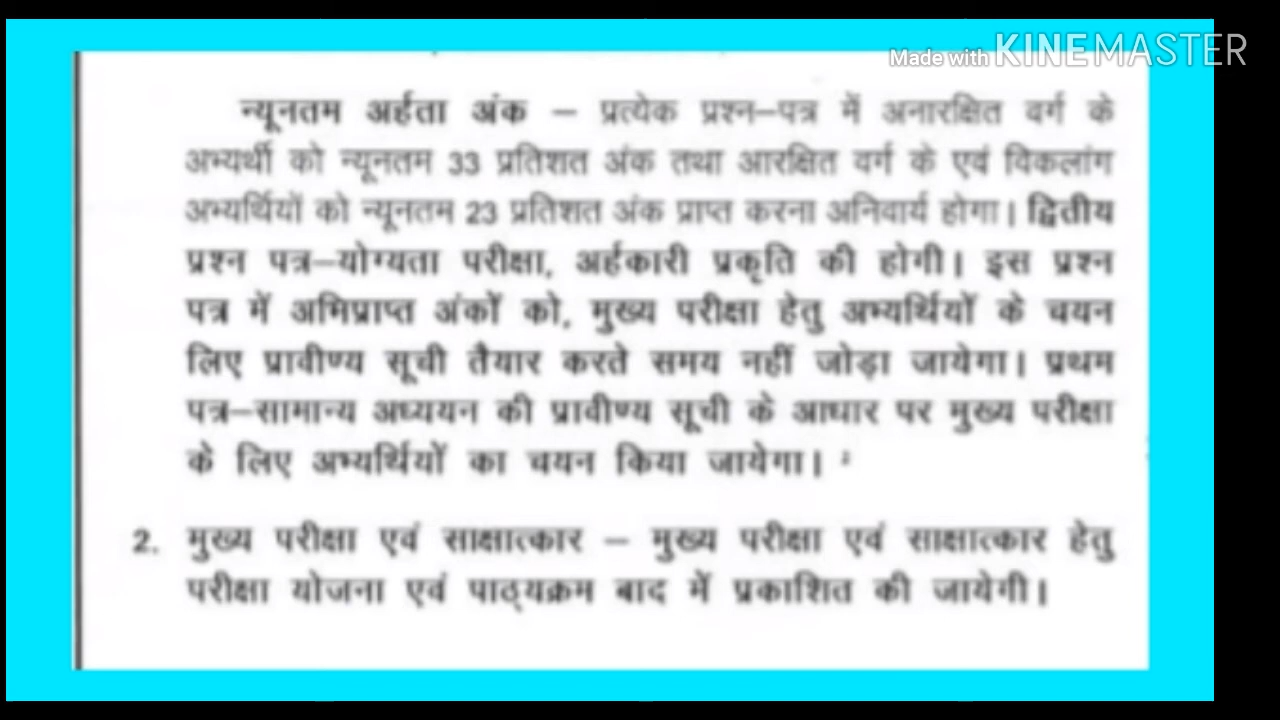 Made with KINEMASTER
न्यूनतम अर्हता अंक – प्रत्येक प्रश्न–पत्र में अनारक्षित वर्ग के
अभ्यर्थी को न्यूनतम 33 प्रतिशत अंक तथा आरक्षित वर्ग के एवं विकलांग
अभ्यर्थियों को न्यूनतम 23 प्रतिशत अंक प्राप्त करना अनिवार्य होगा। द्वितीय
प्रश्न पत्र–योग्यता परीक्षा, अर्हकारी प्रकृति की होगी। इस प्रश्न
पत्र में अभिप्राप्त अंकों को, मुख्य परीक्षा हेतु अभ्यर्थियों के चयन
लिए प्रावीण्य सूची तैयार करते समय नहीं जोड़ा जायेगा। प्रथम
पत्र–सामान्य अध्ययन की प्रावीण्य सूची के आधार पर मुख्य परीक्षा
के लिए अभ्यर्थियों का चयन किया जायेगा।
2. मुख्य परीक्षा एवं साक्षात्कार – मुख्य परीक्षा एवं साक्षात्कार हेतु
परीक्षा योजना एवं पाठ्यक्रम बाद में प्रकाशित की जायेगी।